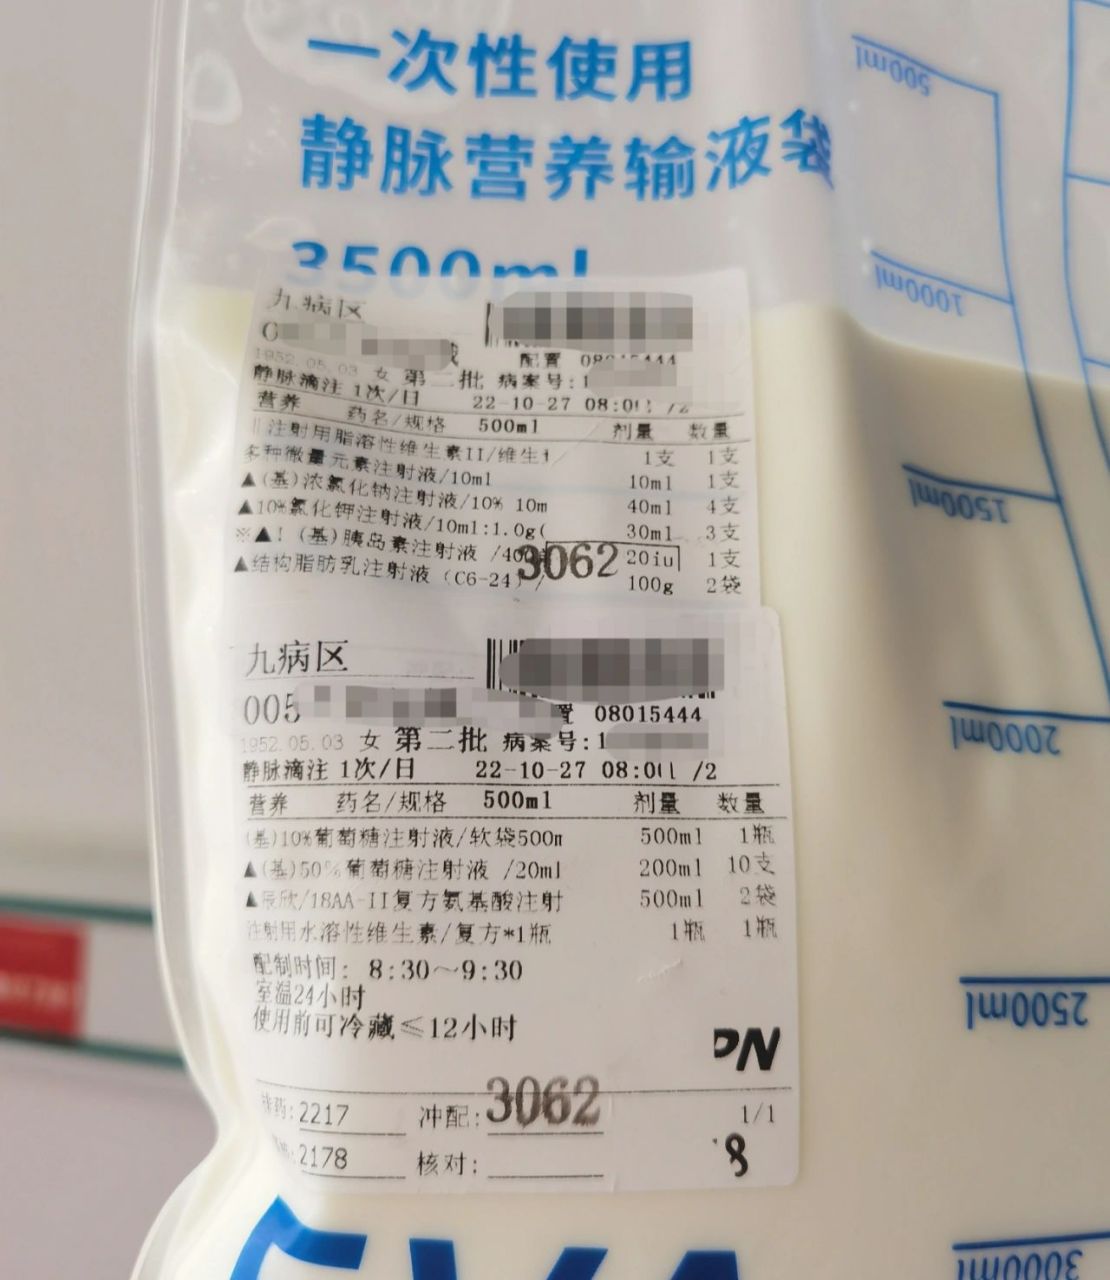 一次性使用
静脉营养输液袋
3500ml
九病区
配置
1952.05.03 女 第二批 病案号:1
静脉滴注 1次/日 22-10-27 08:0 /2
营养 药名/规格 500ml 剂量 数量
注射用脂溶性维生素II/维生 1支 1支
多种微量元素注射液/10ml 10ml 1支
▲(基)浓氯化钠注射液/10% 10m 40ml 4支
▲10%氯化钾注射液/10ml:1.0g( 30ml 3支
※▲! (基)胰岛素注射液 /40 20iu 1支
3062
▲结构脂肪乳注射液 (C6-24) / 100g 2袋
九病区
005
置 08015444
1952.05.03 女 第二批 病案号:1
静脉滴注 1次/日 22-10-27 08:0 /2
营养 药名/规格 500ml 剂量 数量
(基)10%葡萄糖注射液/软袋500m 500ml 1瓶
▲(基)50%葡萄糖注射液 /20ml 200ml 10支
▲辰欣/18AA-II复方氨基酸注射 500ml 2袋
注射用水溶性维生素/复方*1瓶 1瓶 1瓶
配制时间: 8:30～9:30
室温24小时
使用前可冷藏≤12小时
3062
药:2217 冲配: 1/1
:2178 核对: 8
EVA
500ml
1000ml
1500ml
2000ml
2500ml
3000ml